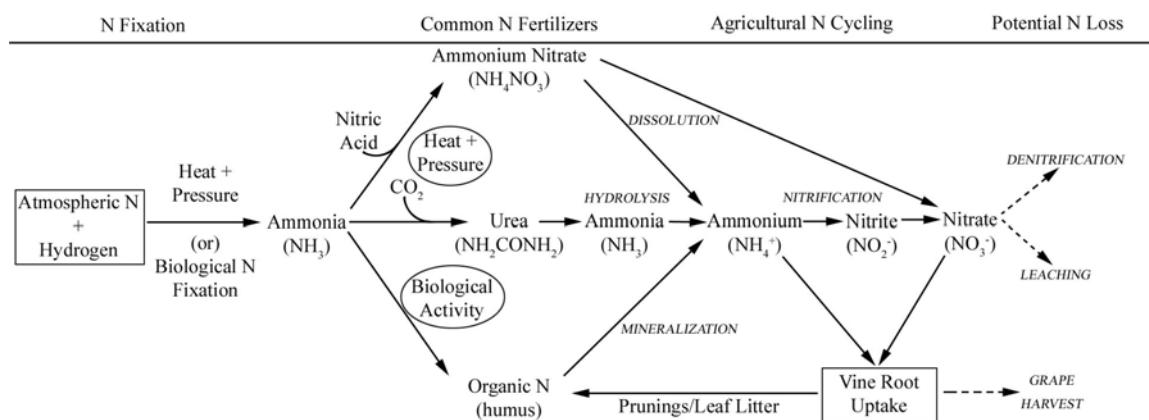 N Fixation
Common N Fertilizers
Agricultural N Cycling
Potential N Loss
Ammonium Nitrate
(NH₄NO₃)
Nitric
Acid
Heat +
Pressure
DISSOLUTION
DENITRIFICATION
Heat +
Pressure
CO₂
HYDROLYSIS
NITRIFICATION
Atmospheric N
+
Hydrogen
Ammonia
(NH₃)
Urea
(NH₂CONH₂)
Ammonia
(NH₃)
Ammonium
(NH₄⁺)
Nitrite
(NO₂⁻)
Nitrate
(NO₃⁻)
(or)
Biological N
Fixation
Biological
Activity
LEACHING
MINERALIZATION
Organic N
(humus)
Prunings/Leaf Litter
Vine Root
Uptake
GRAPE
HARVEST